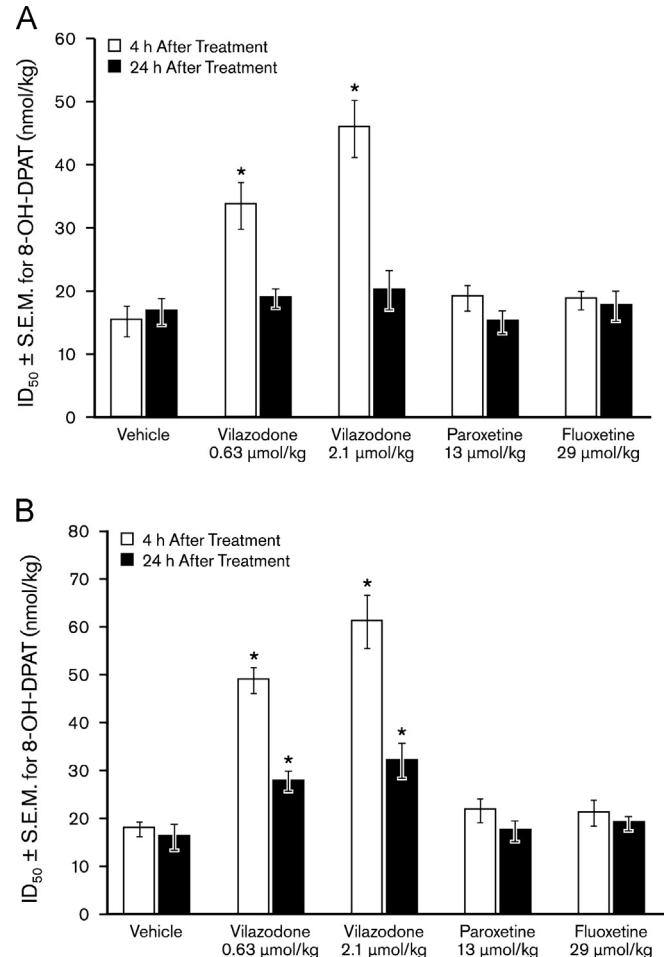 A
60
50
40
30
20
10
0
ID50 ± S.E.M. for 8-OH-DPAT (nmol/kg)
4 h After Treatment
24 h After Treatment
*
*
Vehicle
Vilazodone
0.63 µmol/kg
Vilazodone
2.1 µmol/kg
Paroxetine
13 µmol/kg
Fluoxetine
29 µmol/kg
B
80
70
60
50
40
30
20
10
0
ID50 ± S.E.M. for 8-OH-DPAT (nmol/kg)
4 h After Treatment
24 h After Treatment
*
*
*
*
Vehicle
Vilazodone
0.63 µmol/kg
Vilazodone
2.1 µmol/kg
Paroxetine
13 µmol/kg
Fluoxetine
29 µmol/kg